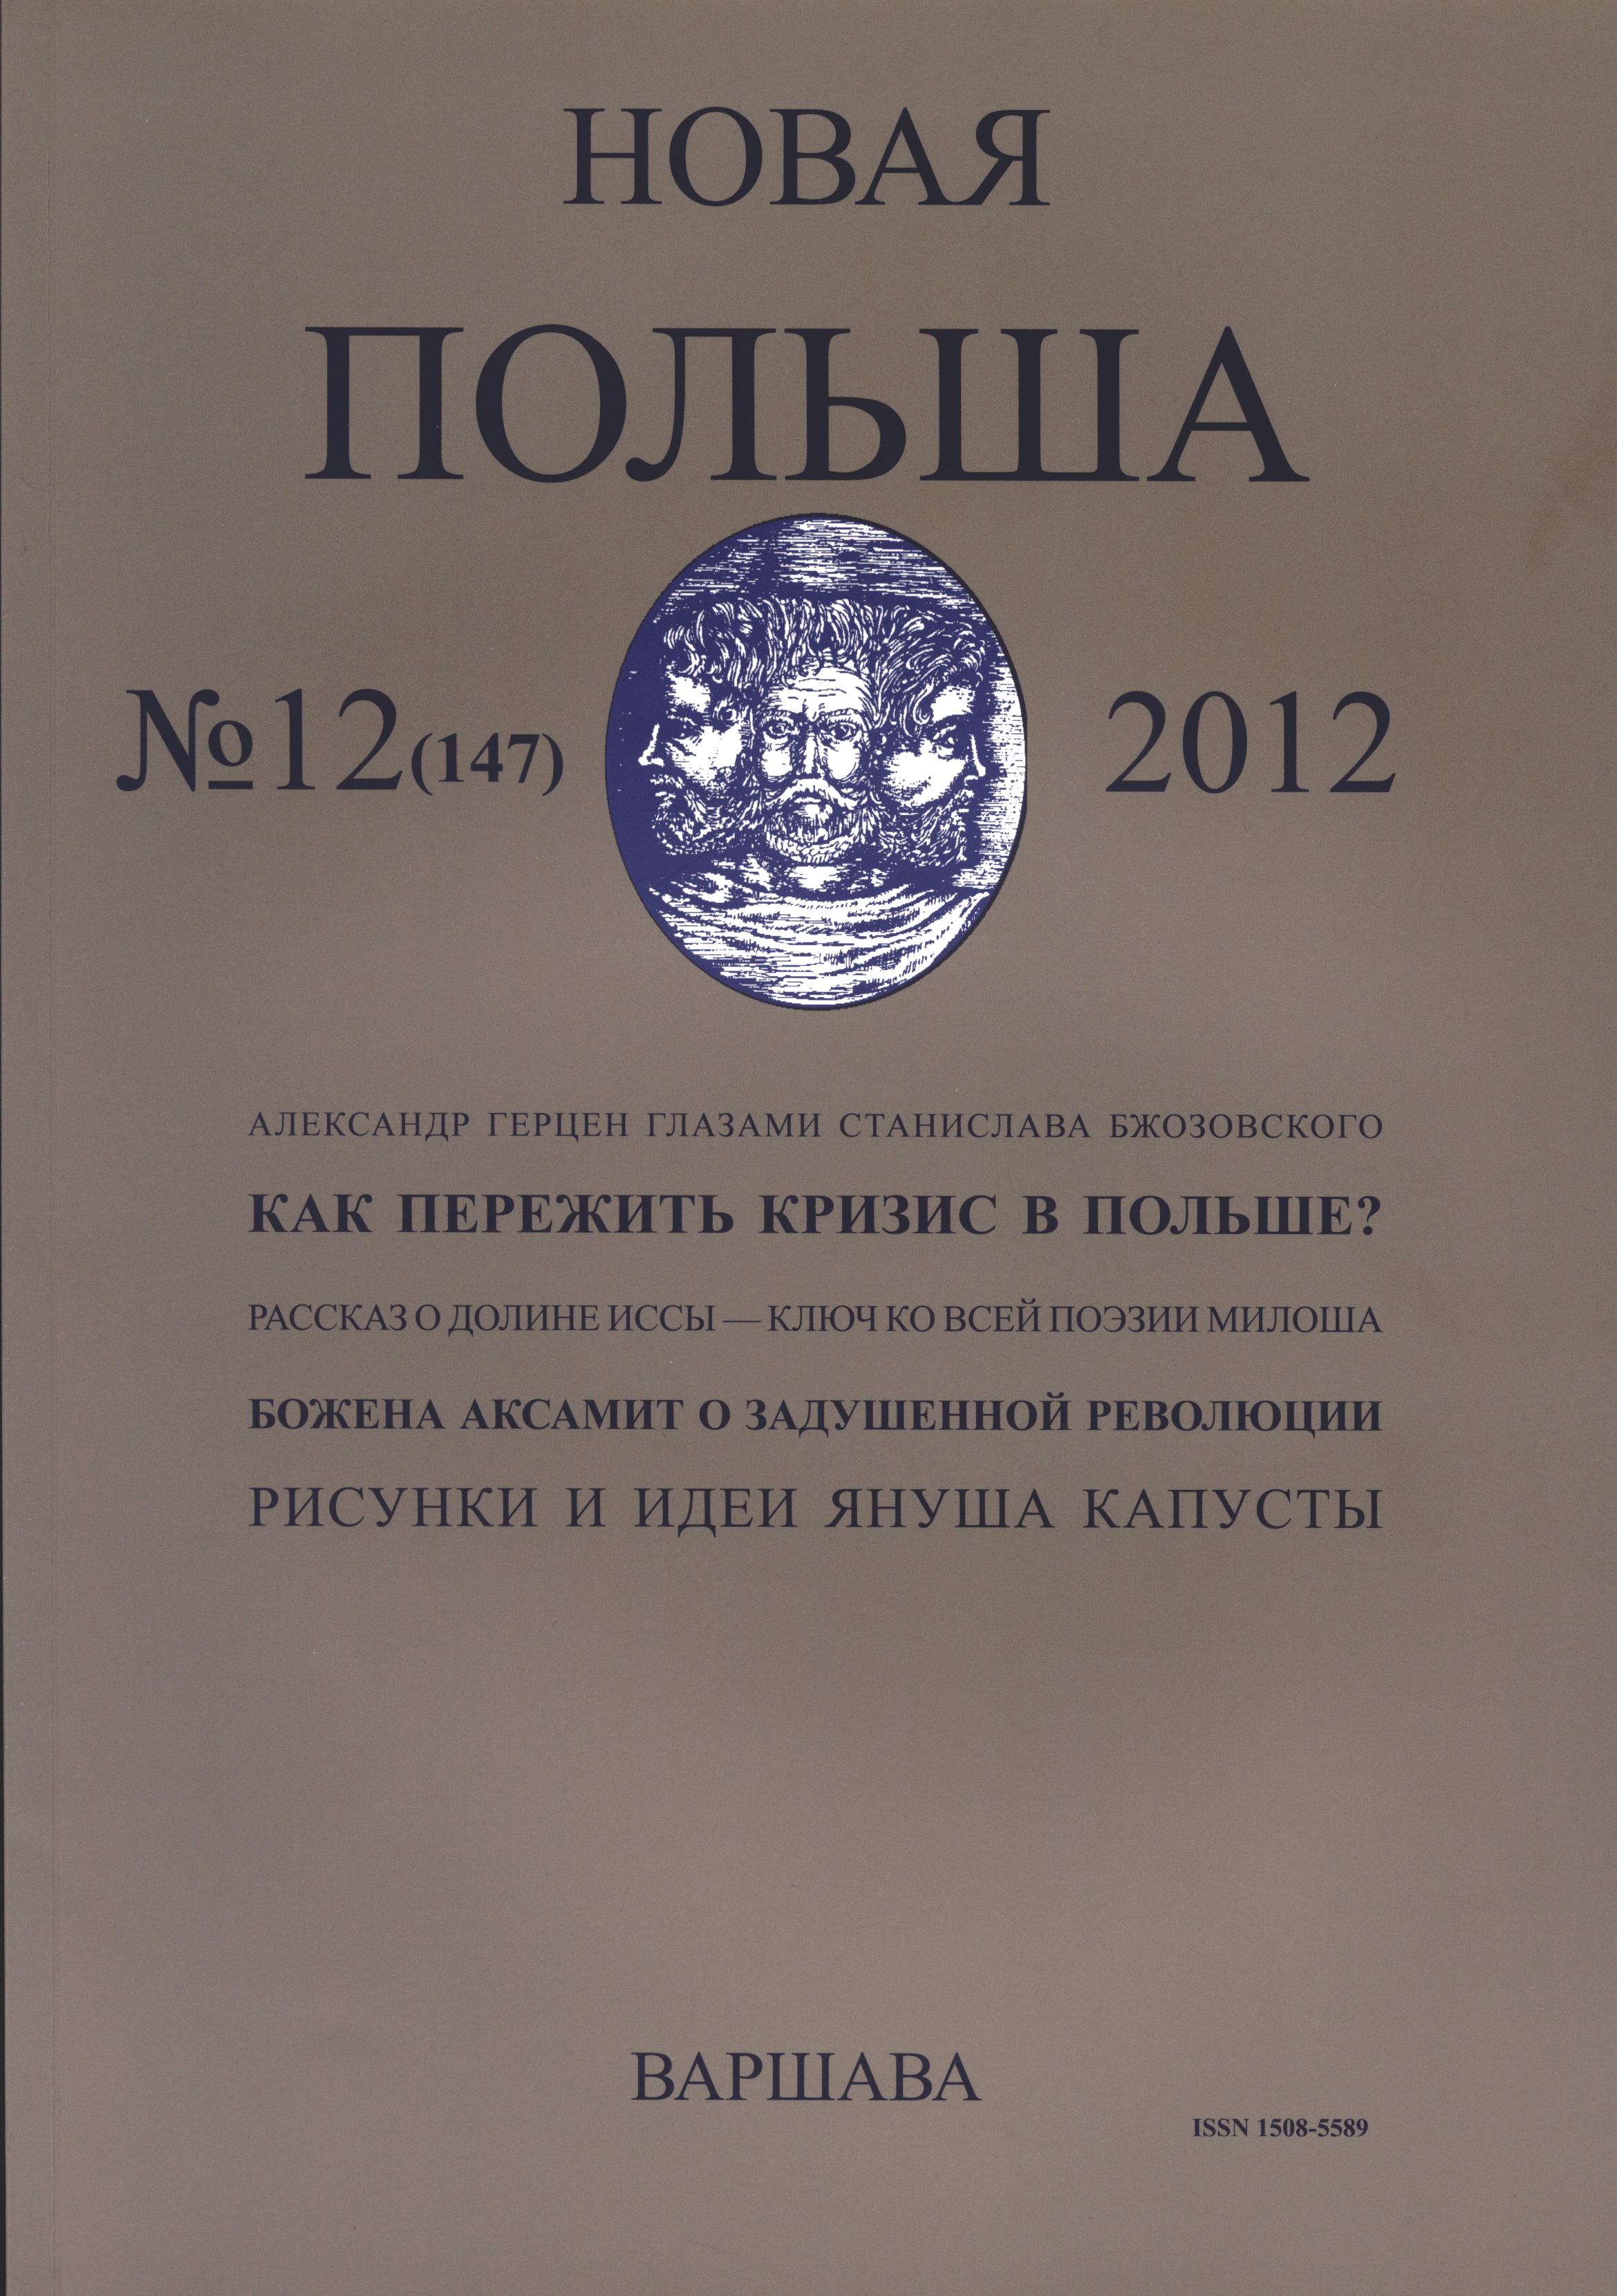 НОВАЯ
ПОЛЬША
№12(147) 2012
АЛЕКСАНДР ГЕРЦЕН ГЛАЗАМИ СТАНИСЛАВА БЖОЗОВСКОГО
КАК ПЕРЕЖИТЬ КРИЗИС В ПОЛЬШЕ?
РАССКАЗ О ДОЛИНЕ ИССЫ — КЛЮЧ КО ВСЕЙ ПОЭЗИИ МИЛОША
БОЖЕНА АКСАМИТ О ЗАДУШЕННОЙ РЕВОЛЮЦИИ
РИСУНКИ И ИДЕИ ЯНУША КАПУСТЫ
ВАРШАВА
ISSN 1508-5589